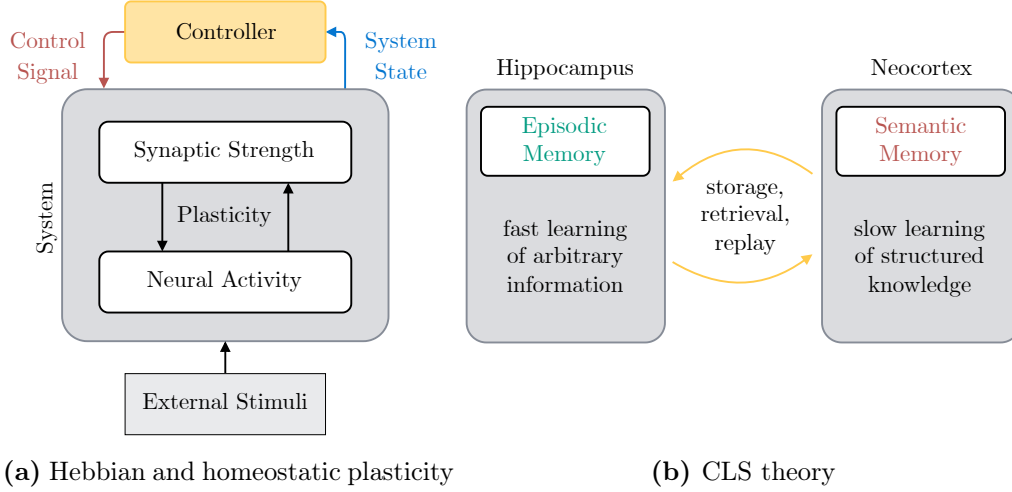 Controller
Control
Signal
System
State
System
Synaptic Strength
Plasticity
Neural Activity
External Stimuli
(a) Hebbian and homeostatic plasticity
Hippocampus
Episodic
Memory
fast learning
of arbitrary
information
storage,
retrieval,
replay
Neocortex
Semantic
Memory
slow learning
of structured
knowledge
(b) CLS theory